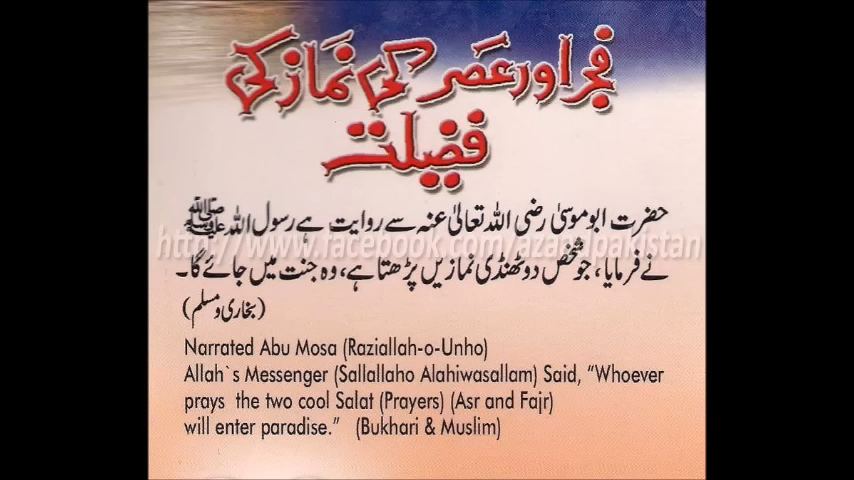 فجر اور عصر کی نماز کی
فضیلت
حضرت ابو موسیٰ رضی اللہ تعالیٰ عنہ سے روایت ہے رسول اللہ ﷺ
http://www.facebook.com/azaadpakistan
نے فرمایا، جو شخص دو ٹھنڈی نمازیں پڑھتا ہے، وہ جنت میں جائے گا۔
(بخاری و مسلم)
Narrated Abu Mosa (Raziallah-o-Unho)
Allah`s Messenger (Sallallaho Alahiwasallam) Said, “Whoever
prays the two cool Salat (Prayers) (Asr and Fajr)
will enter paradise.” (Bukhari & Muslim)